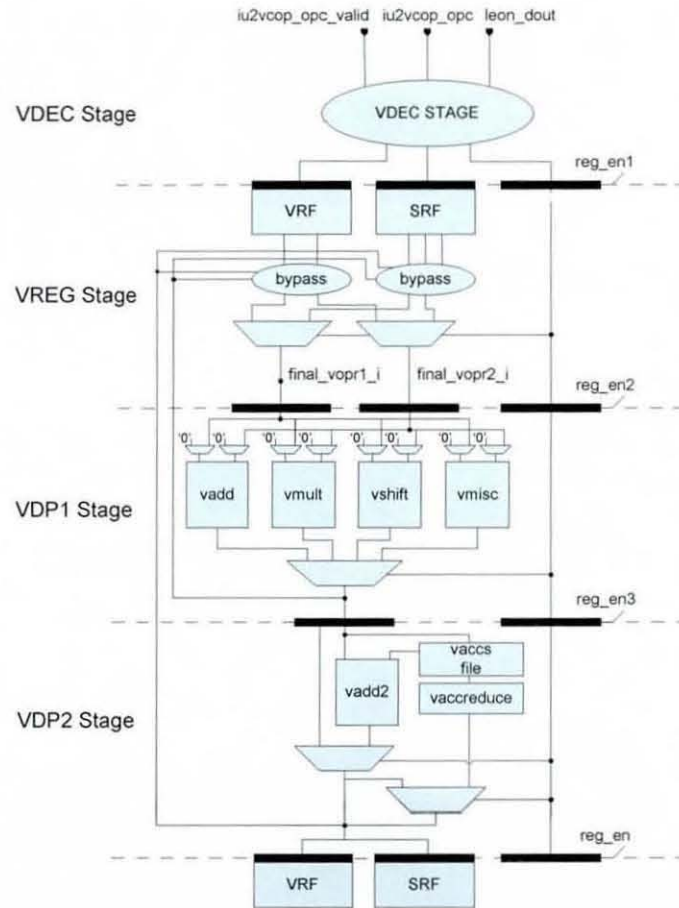 iu2vcop_opc_valid iu2vcop_opc leon_dout
VDEC Stage
VDEC STAGE
reg_en1
VRF SRF
bypass bypass
VREG Stage
final_vopr1_i final_vopr2_i
reg_en2
'0' '0' '0' '0' '0' '0' '0' '0'
vadd vmult vshift vmisc
VDP1 Stage
reg_en3
vaccs
file
vadd2
vaccreduce
VDP2 Stage
reg_en
VRF SRF